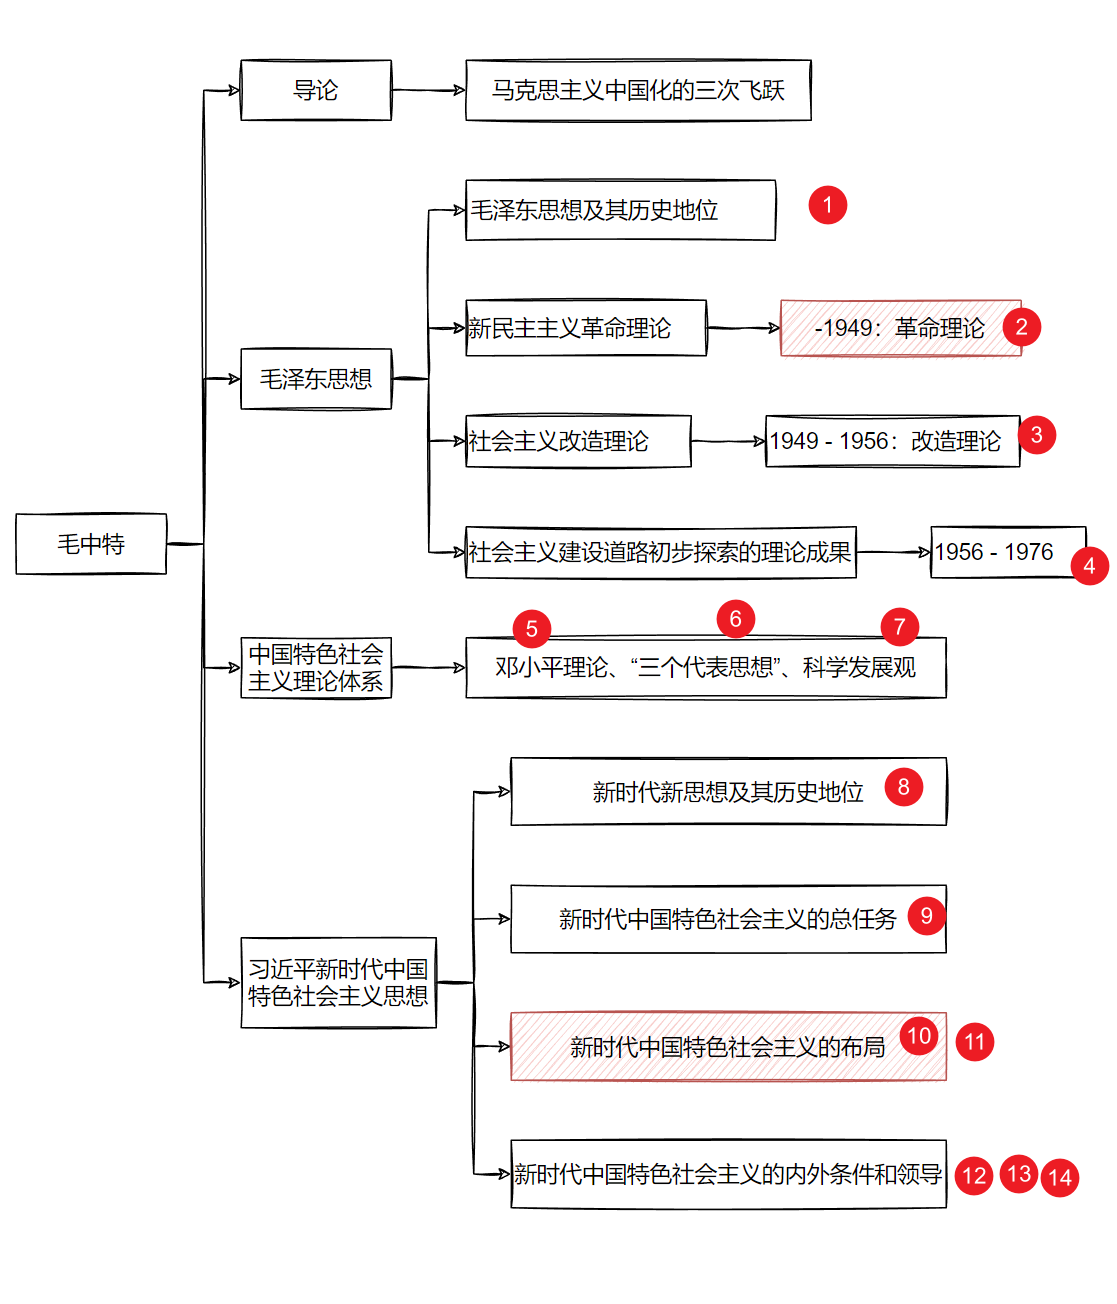 导论
马克思主义中国化的三次飞跃
毛泽东思想及其历史地位
1
新民主主义革命理论
-1949：革命理论
2
毛泽东思想
社会主义改造理论
1949 - 1956：改造理论
3
毛中特
社会主义建设道路初步探索的理论成果
1956 - 1976
4
5
6
7
中国特色社会
主义理论体系
邓小平理论、“三个代表思想”、科学发展观
新时代新思想及其历史地位
8
新时代中国特色社会主义的总任务
9
习近平新时代中国
特色社会主义思想
新时代中国特色社会主义的布局
10
11
新时代中国特色社会主义的内外条件和领导
12
13
14